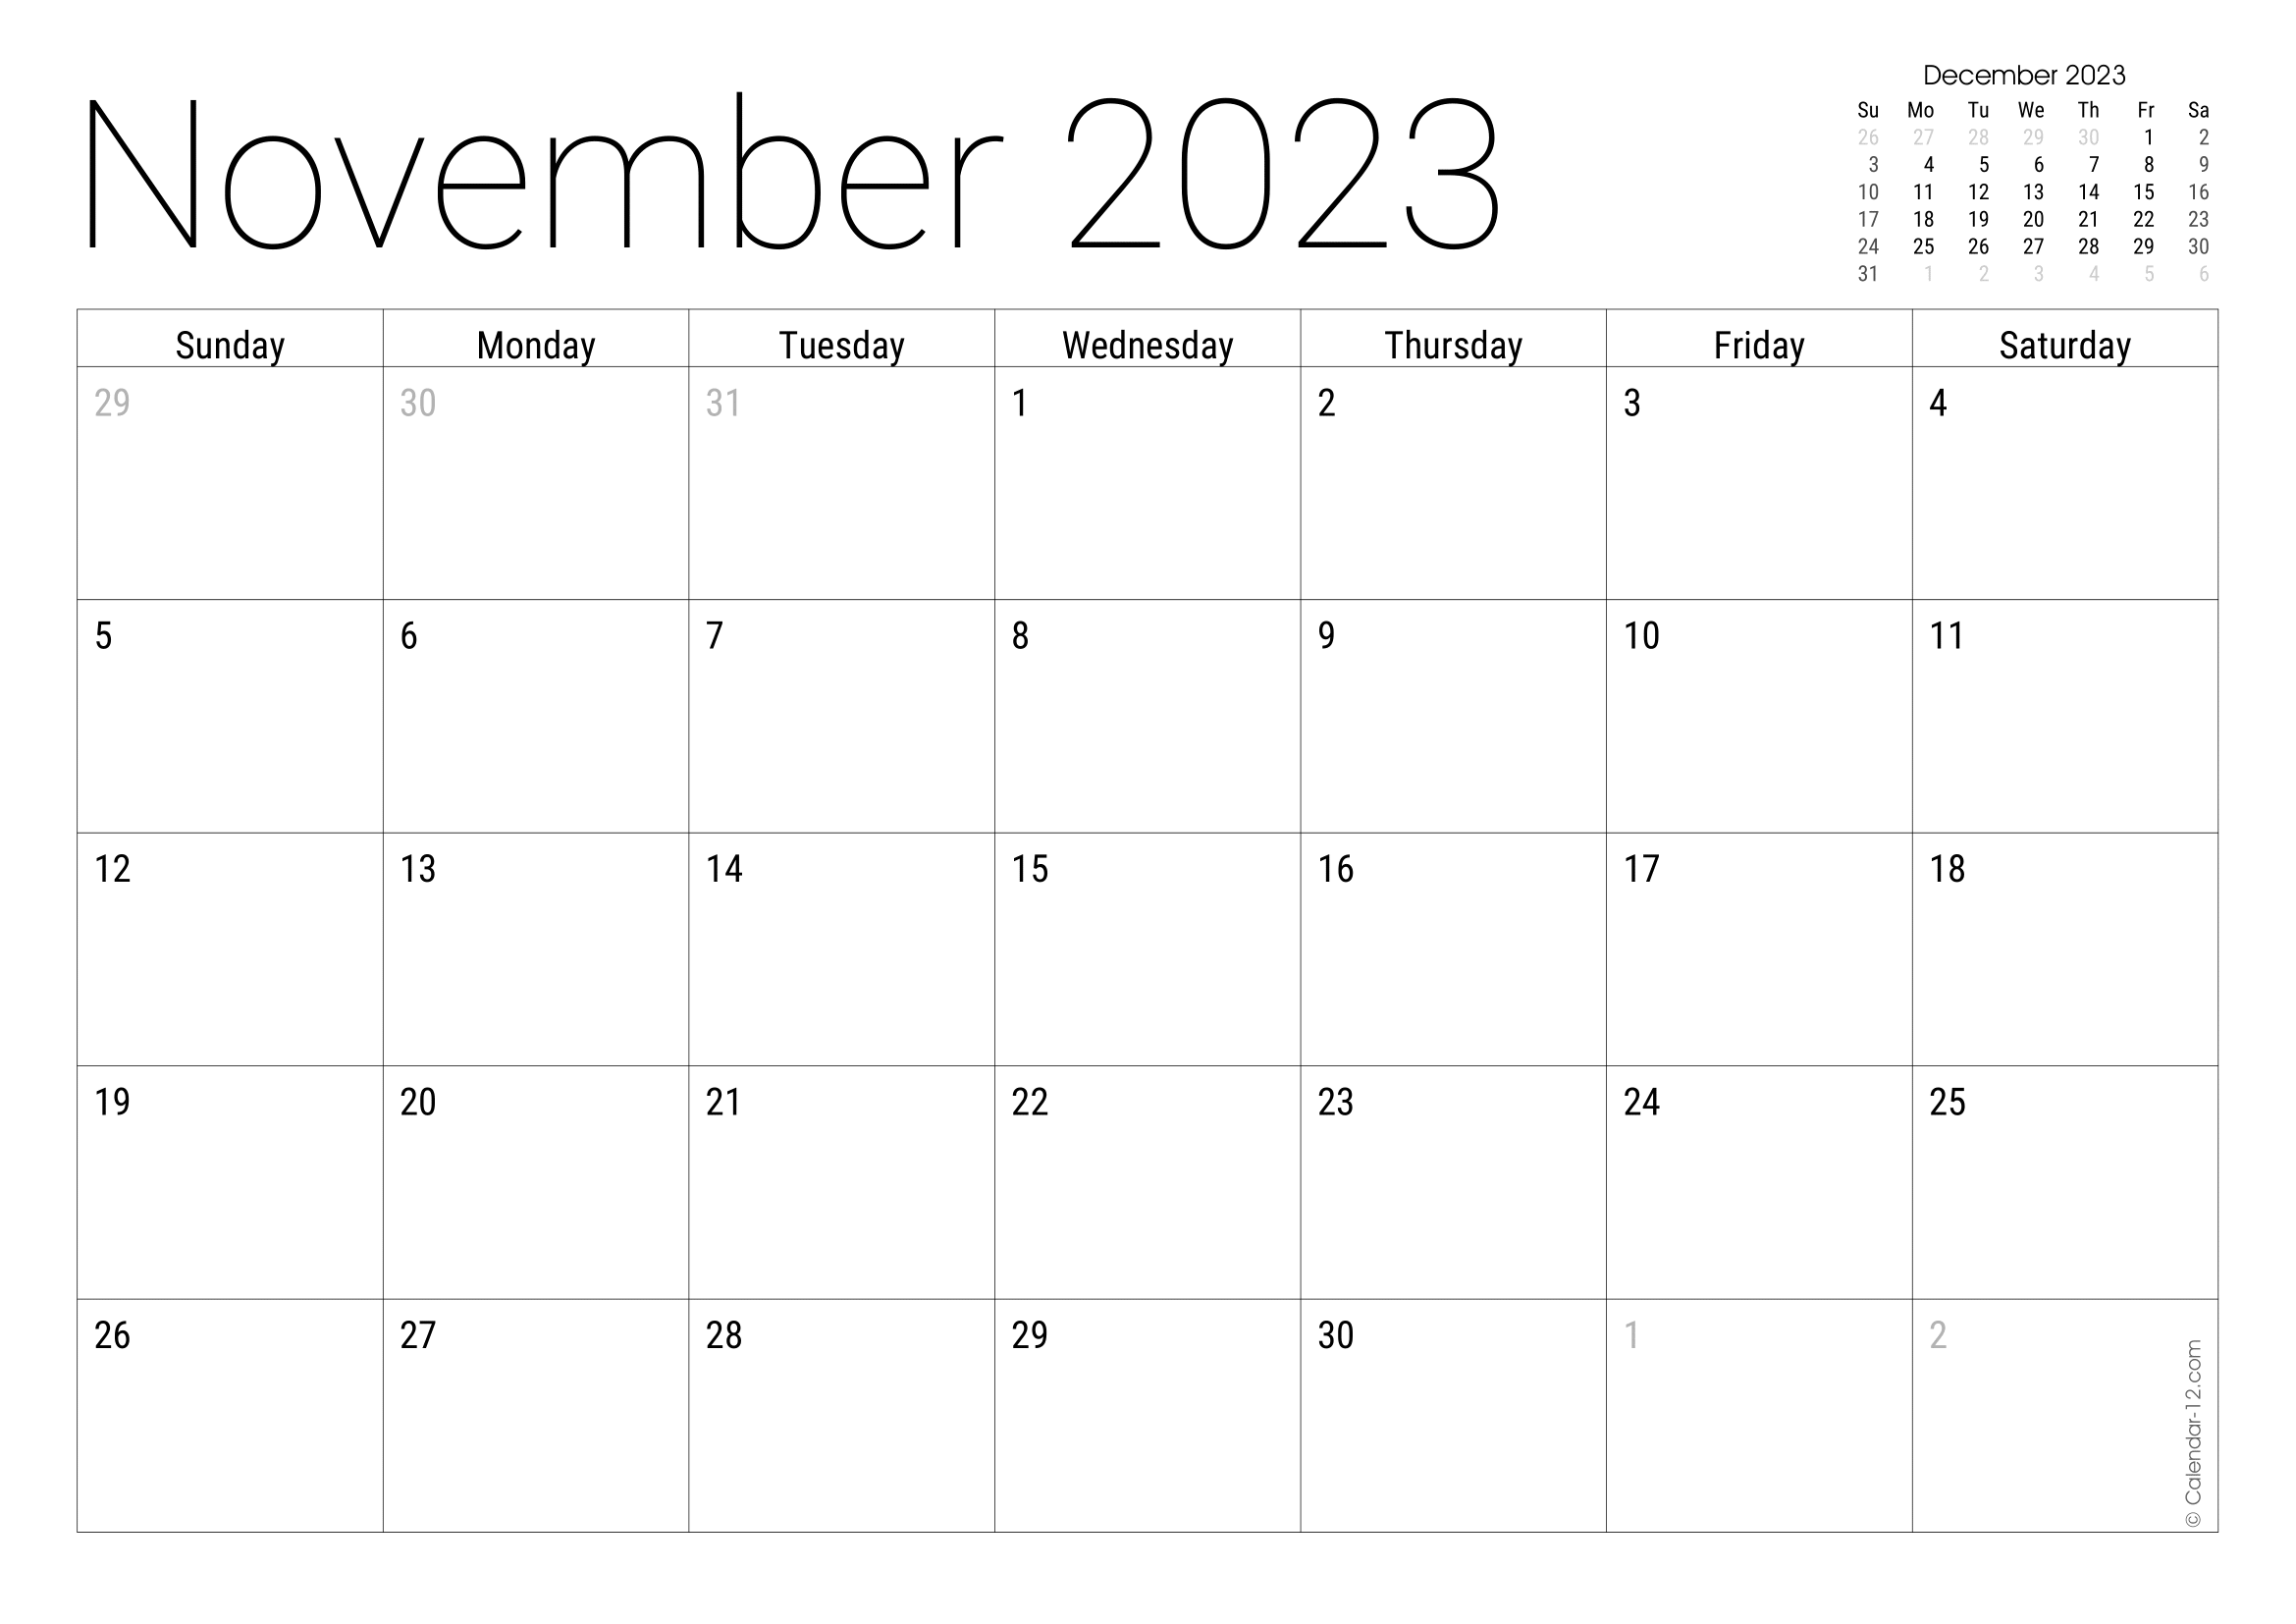 November 2023
December 2023
Su Mo Tu We Th Fr Sa
26 27 28 29 30 1 2
3 4 5 6 7 8 9
10 11 12 13 14 15 16
17 18 19 20 21 22 23
24 25 26 27 28 29 30
31 1 2 3 4 5 6
Sunday Monday Tuesday Wednesday Thursday Friday Saturday
29 30 31 1 2 3 4
5 6 7 8 9 10 11
12 13 14 15 16 17 18
19 20 21 22 23 24 25
26 27 28 29 30 1 2
© Calendar-12.com